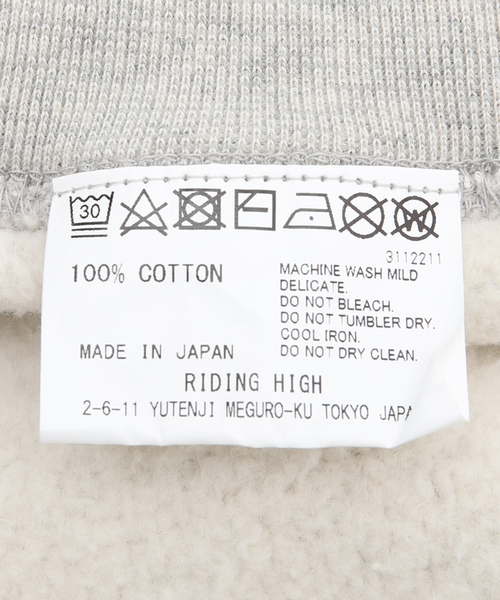 30
W
3112211
100% COTTON
MACHINE WASH MILD
DELICATE.
DO NOT BLEACH.
DO NOT TUMBLER DRY.
COOL IRON.
DO NOT DRY CLEAN.
MADE IN JAPAN
RIDING HIGH
2-6-11 YUTENJI MEGURO-KU TOKYO JAPA